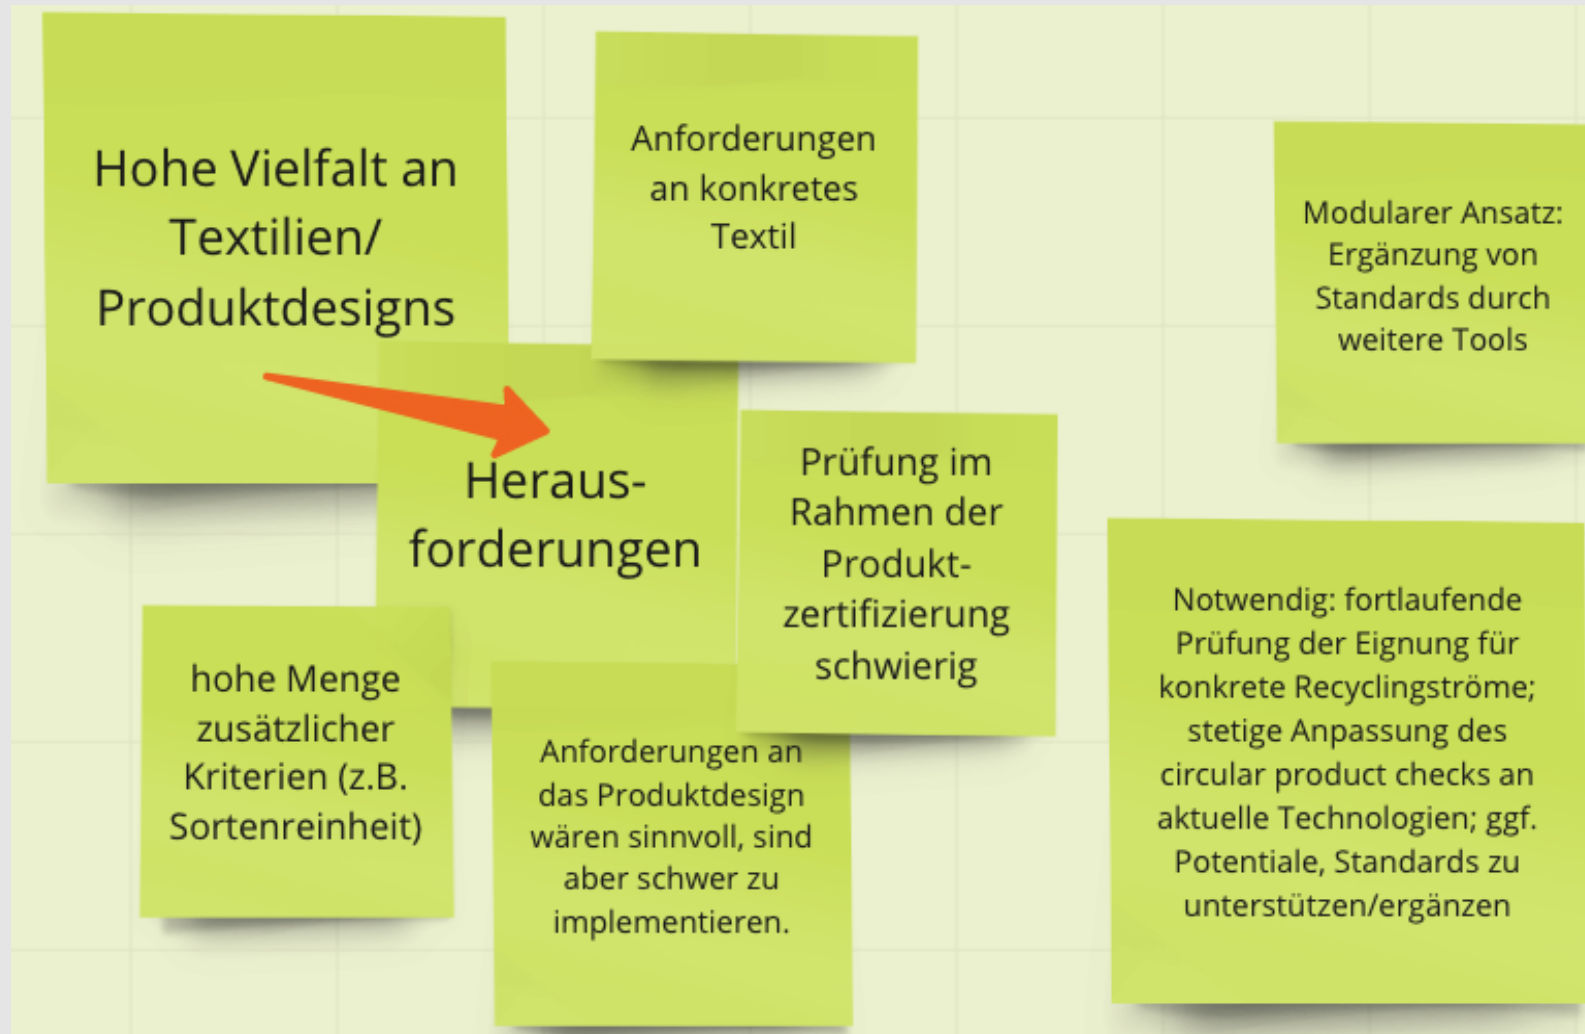 Hohe Vielfalt an
Textilien/
Produktdesigns
Anforderungen
an konkretes
Textil
Modularer Ansatz:
Ergänzung von
Standards durch
weitere Tools
Heraus-
forderungen
Prüfung im
Rahmen der
Produkt-
zertifizierung
schwierig
hohe Menge
zusätzlicher
Kriterien (z.B.
Sortenreinheit)
Anforderungen an
das Produktdesign
wären sinnvoll, sind
aber schwer zu
implementieren.
Notwendig: fortlaufende
Prüfung der Eignung für
konkrete Recyclingströme;
stetige Anpassung des
circular product checks an
aktuelle Technologien; ggf.
Potentiale, Standards zu
unterstützen/ergänzen